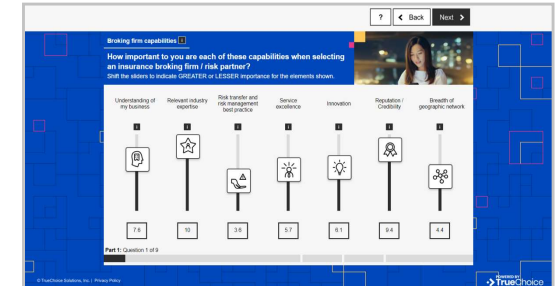 ?
Back
Next
Broking firm capabilities i
How important to you are each of these capabilities when selecting
an insurance broking firm / risk partner?
Shift the sliders to indicate GREATER or LESSER importance for the elements shown.
Understanding of
my business
Relevant industry
expertise
Risk transfer and
risk management
best practice
Service
excellence
Innovation
Reputation /
Credibility
Breadth of
geographic network
7.8
10
3.6
5.7
6.1
9.4
4.4
Part 1: Question 1 of 9
© TrueChoice Solutions, Inc. / Privacy Policy
POWERED BY
TrueChoice